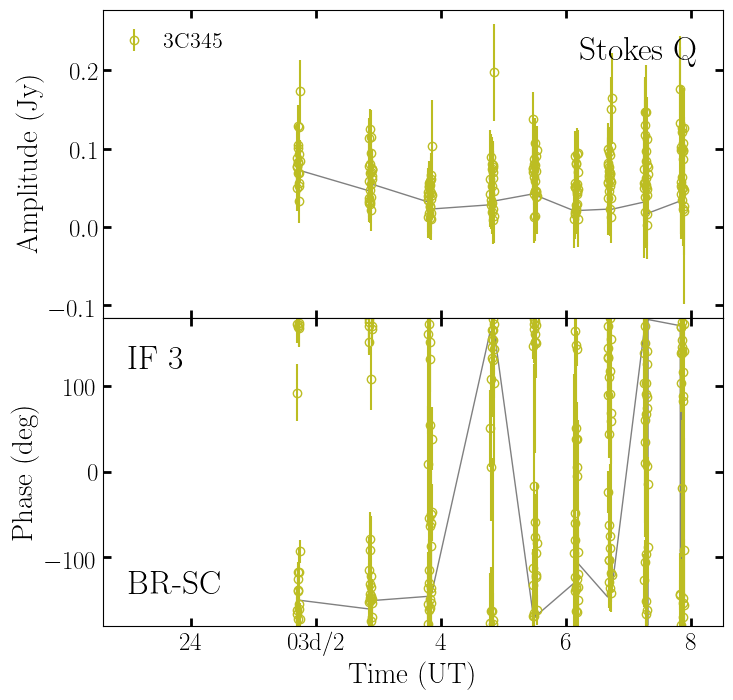 3C345
Stokes Q
0.2
0.1
0.0
−0.1
Amplitude (Jy)
IF 3
100
0
−100
Phase (deg)
BR-SC
24 03d/2 4 6 8
Time (UT)